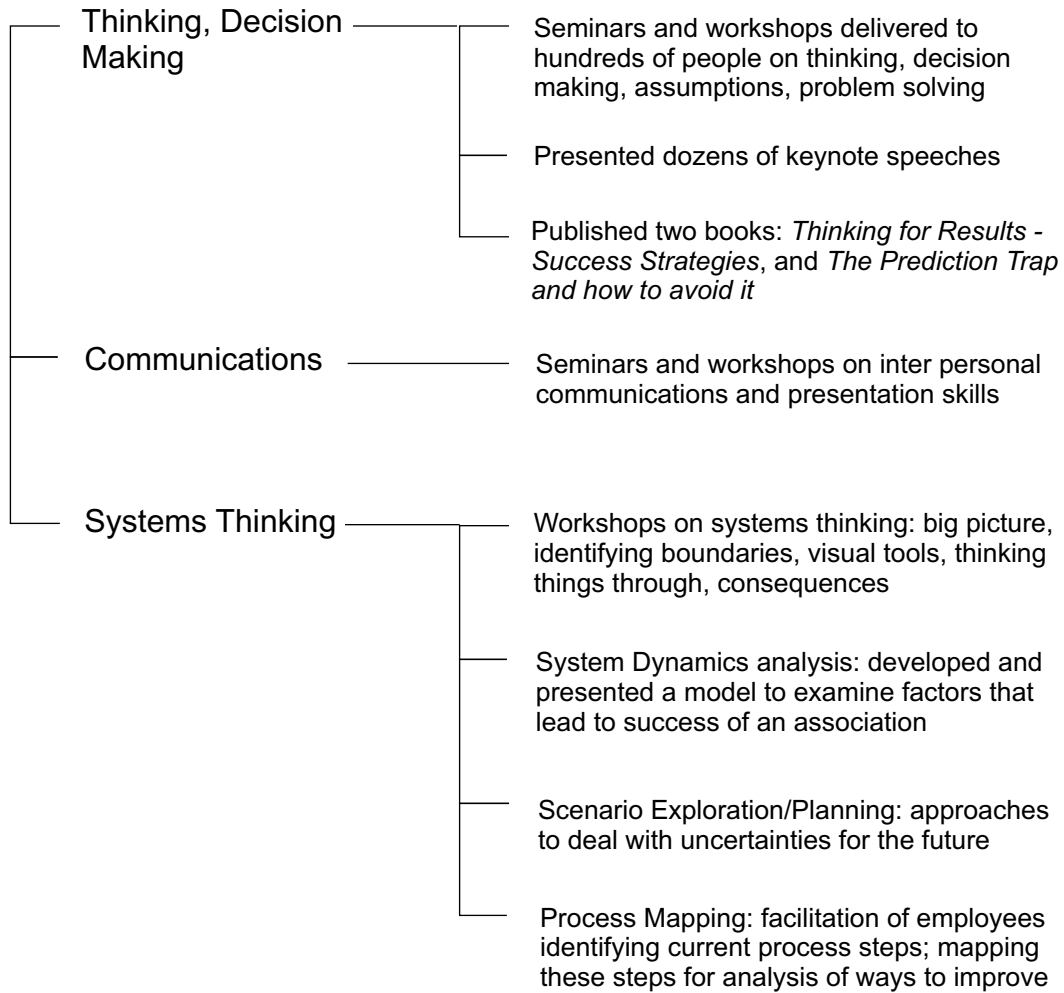 Thinking, Decision
Making
Seminars and workshops delivered to
hundreds of people on thinking, decision
making, assumptions, problem solving
Presented dozens of keynote speeches
Published two books: Thinking for Results -
Success Strategies, and The Prediction Trap
and how to avoid it
Communications
Seminars and workshops on inter personal
communications and presentation skills
Systems Thinking
Workshops on systems thinking: big picture,
identifying boundaries, visual tools, thinking
things through, consequences
System Dynamics analysis: developed and
presented a model to examine factors that
lead to success of an association
Scenario Exploration/Planning: approaches
to deal with uncertainties for the future
Process Mapping: facilitation of employees
identifying current process steps; mapping
these steps for analysis of ways to improve